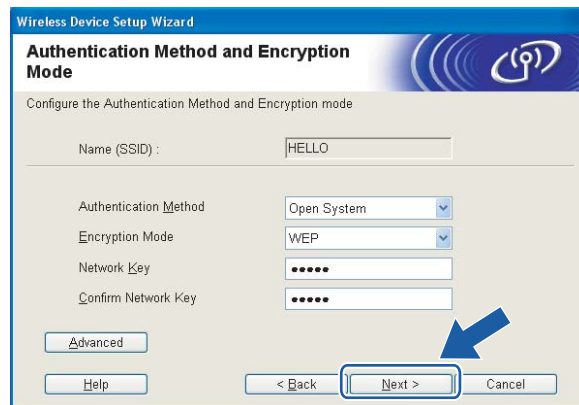 Wireless Device Setup Wizard
Authentication Method and Encryption
Mode
Configure the Authentication Method and Encryption mode
Name (SSID) : HELLO
Authentication Method Open System
Encryption Mode WEP
Network Key •••••
Confirm Network Key •••••
Advanced
Help < Back Next > Cancel